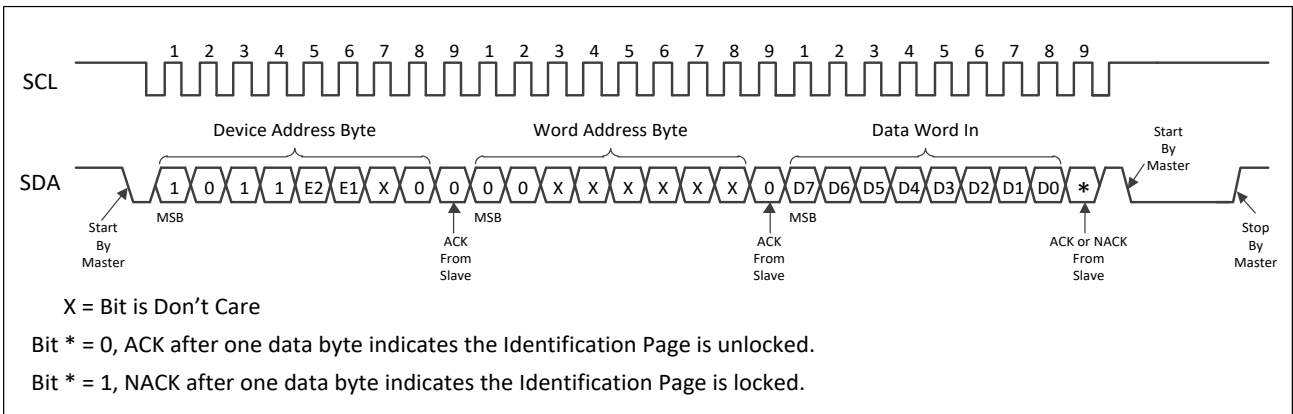 1 2 3 4 5 6 7 8 9 1 2 3 4 5 6 7 8 9 1 2 3 4 5 6 7 8 9
SCL
Device Address Byte Word Address Byte Data Word In
Start
By
Master
SDA 1 0 1 1 E2 E1 X 0 0 0 0 X X X X X X 0 D7 D6 D5 D4 D3 D2 D1 D0 *
MSB MSB MSB
Start
By
Master
ACK
From
Slave
ACK
From
Slave
ACK or NACK
From
Slave
Stop
By
Master
X = Bit is Don’t Care
Bit * = 0, ACK after one data byte indicates the Identification Page is unlocked.
Bit * = 1, NACK after one data byte indicates the Identification Page is locked.